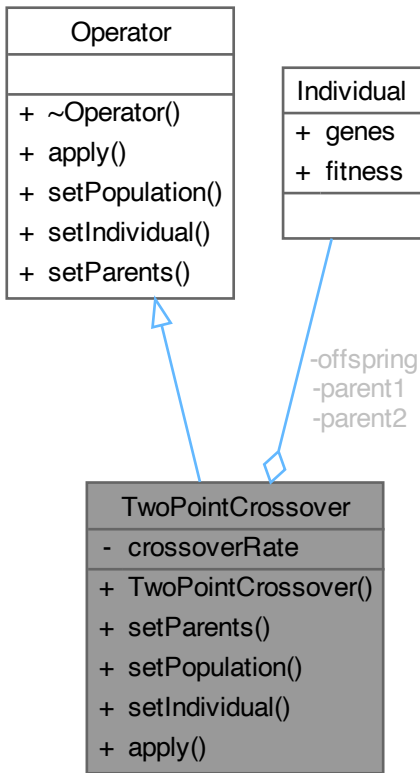 Operator
+ ~Operator()
+ apply()
+ setPopulation()
+ setIndividual()
+ setParents()
Individual
+ genes
+ fitness
-offspring
-parent1
-parent2
TwoPointCrossover
- crossoverRate
+ TwoPointCrossover()
+ setParents()
+ setPopulation()
+ setIndividual()
+ apply()